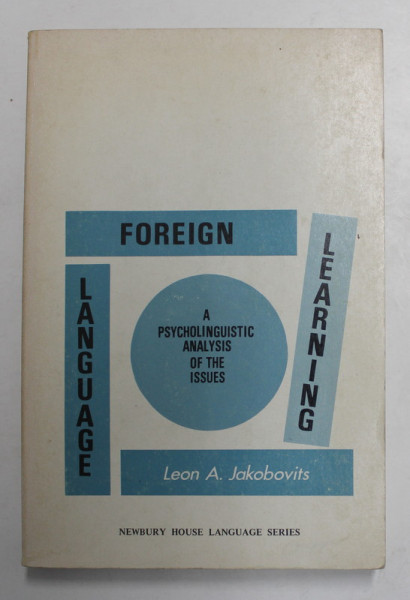 FOREIGN
LANGUAGE
LEARNING
A
PSYCHOLINGUISTIC
ANALYSIS
OF THE
ISSUES
Leon A. Jakobovits
NEWBURY HOUSE LANGUAGE SERIES